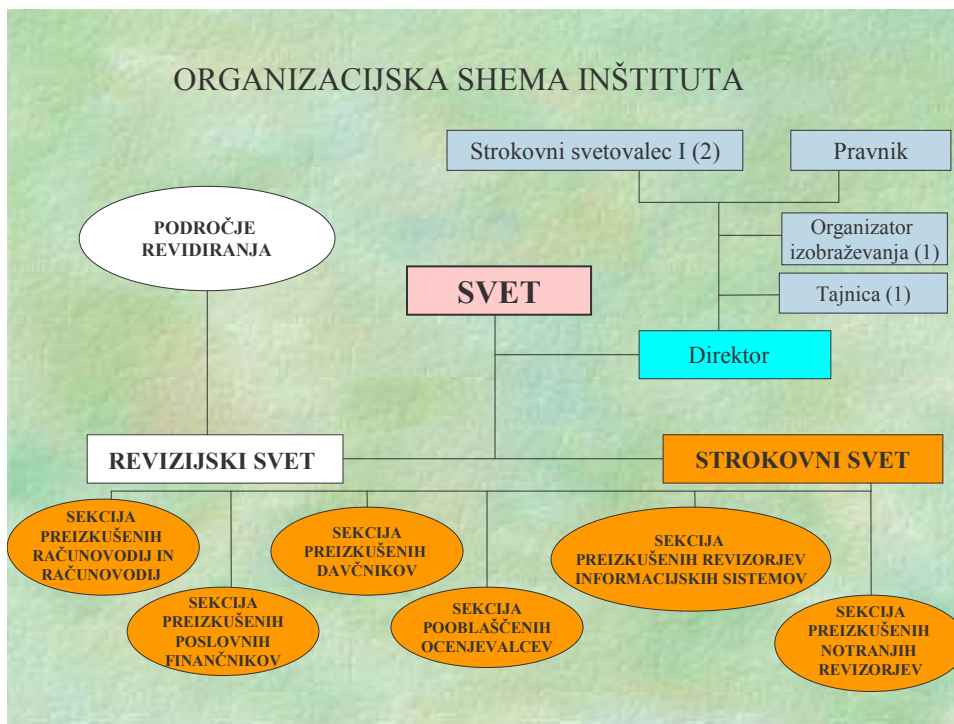 ORGANIZACIJSKA SHEMA INŠTITUTA
Strokovni svetovalec I (2)
Pravnik
PODROČJE
REVIDIRANJA
Organizator
izobraževanja (1)
SVET
Tajnica (1)
Direktor
REVIZIJSKI SVET
STROKOVNI SVET
SEKCIJA
PREIZKUŠENIH
RAČUNOVODIJ IN
RAČUNOVODIJ
SEKCIJA
PREIZKUŠENIH
POSLOVNIH
FINANČNIKOV
SEKCIJA
PREIZKUŠENIH
DAVČNIKOV
SEKCIJA
POOBLAŠČENIH
OCENJEVALCEV
SEKCIJA
PREIZKUŠENIH REVIZORJEV
INFORMACIJSKIH SISTEMOV
SEKCIJA
PREIZKUŠENIH
NOTRANJIH
REVIZORJEV